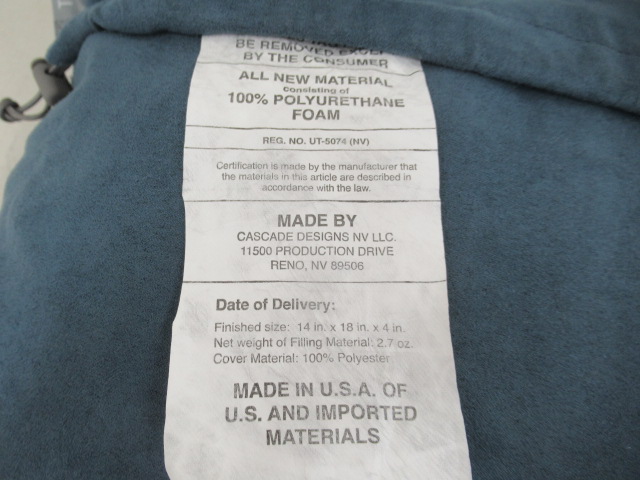 BE REMOVED EXCEPT
BY THE CONSUMER
ALL NEW MATERIAL
consisting of
100% POLYURETHANE
FOAM
REG. NO. UT-5074 (NV)
Certification is made by the manufacturer that
the materials in this article are described in
accordance with the law.
MADE BY
CASCADE DESIGNS NV LLC.
11500 PRODUCTION DRIVE
RENO, NV 89506
Date of Delivery:
Finished size: 14 in. x 18 in. x 4 in.
Net weight of Filling Material: 2.7 oz.
Cover Material: 100% Polyester
MADE IN U.S.A. OF
U.S. AND IMPORTED
MATERIALS